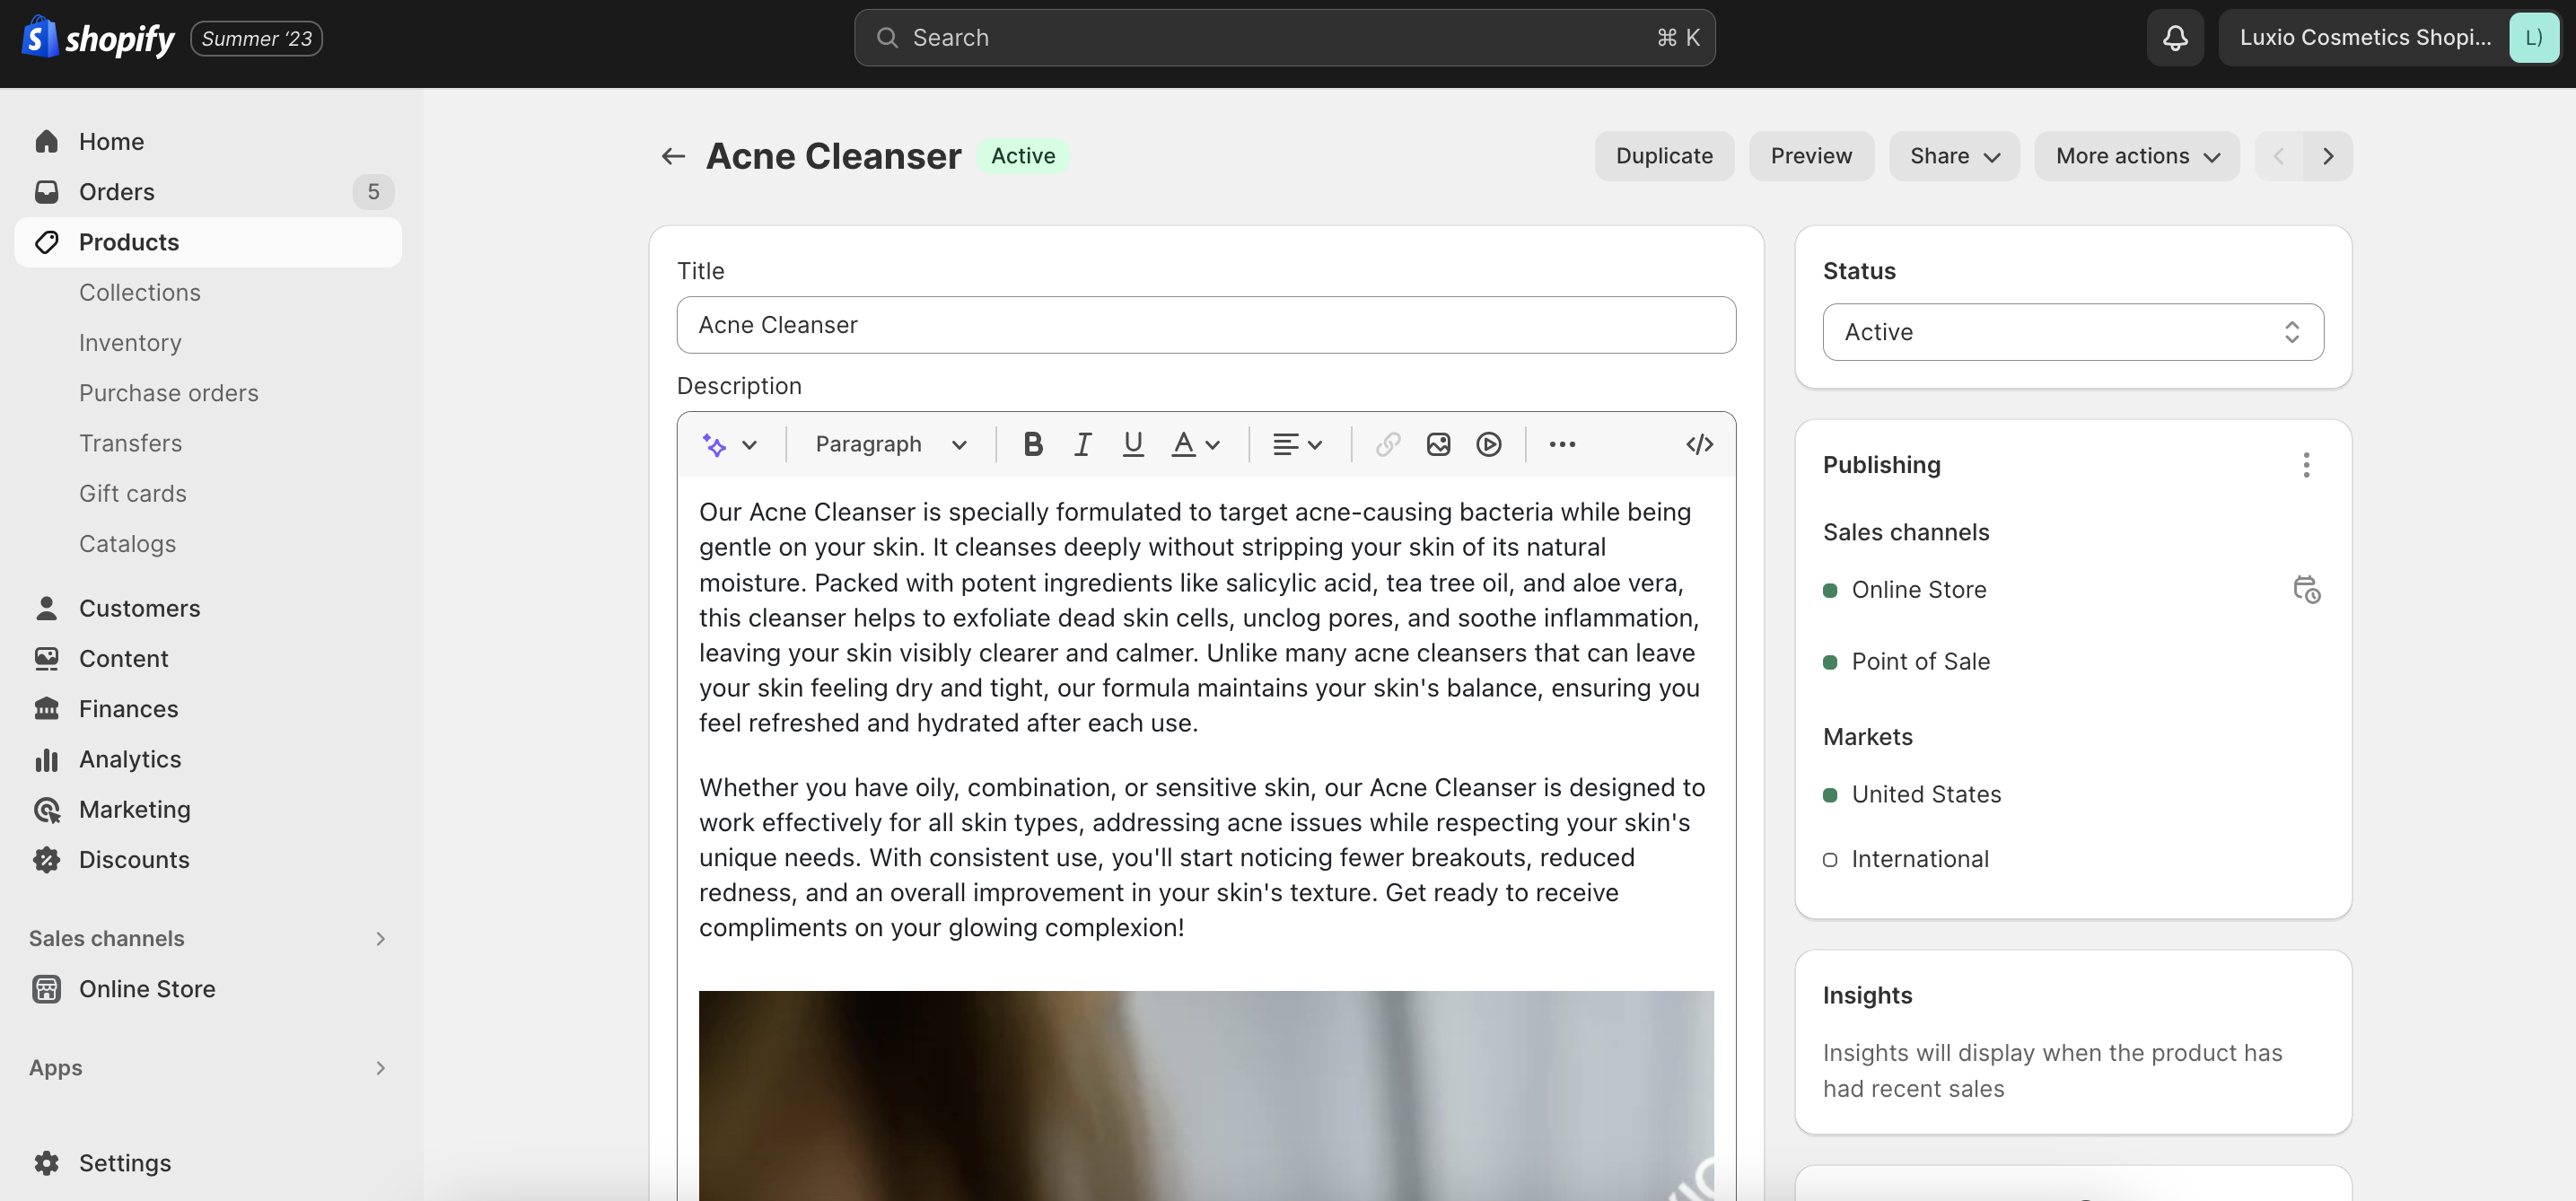 shopify
Summer ‘23
Search
⌘ K
Luxio Cosmetics Shopi...
L)
Home
Orders
5
Products
Collections
Inventory
Purchase orders
Transfers
Gift cards
Catalogs
Customers
Content
Finances
Analytics
Marketing
Discounts
Sales channels
Online Store
Apps
Settings
Acne Cleanser
Active
Duplicate
Preview
Share
More actions
Title
Acne Cleanser
Description
Paragraph
B I U A
</>
Our Acne Cleanser is specially formulated to target acne-causing bacteria while being
gentle on your skin. It cleanses deeply without stripping your skin of its natural
moisture. Packed with potent ingredients like salicylic acid, tea tree oil, and aloe vera,
this cleanser helps to exfoliate dead skin cells, unclog pores, and soothe inflammation,
leaving your skin visibly clearer and calmer. Unlike many acne cleansers that can leave
your skin feeling dry and tight, our formula maintains your skin's balance, ensuring you
feel refreshed and hydrated after each use.
Whether you have oily, combination, or sensitive skin, our Acne Cleanser is designed to
work effectively for all skin types, addressing acne issues while respecting your skin's
unique needs. With consistent use, you'll start noticing fewer breakouts, reduced
redness, and an overall improvement in your skin's texture. Get ready to receive
compliments on your glowing complexion!
Status
Active
Publishing
Sales channels
Online Store
Point of Sale
Markets
United States
International
Insights
Insights will display when the product has
had recent sales